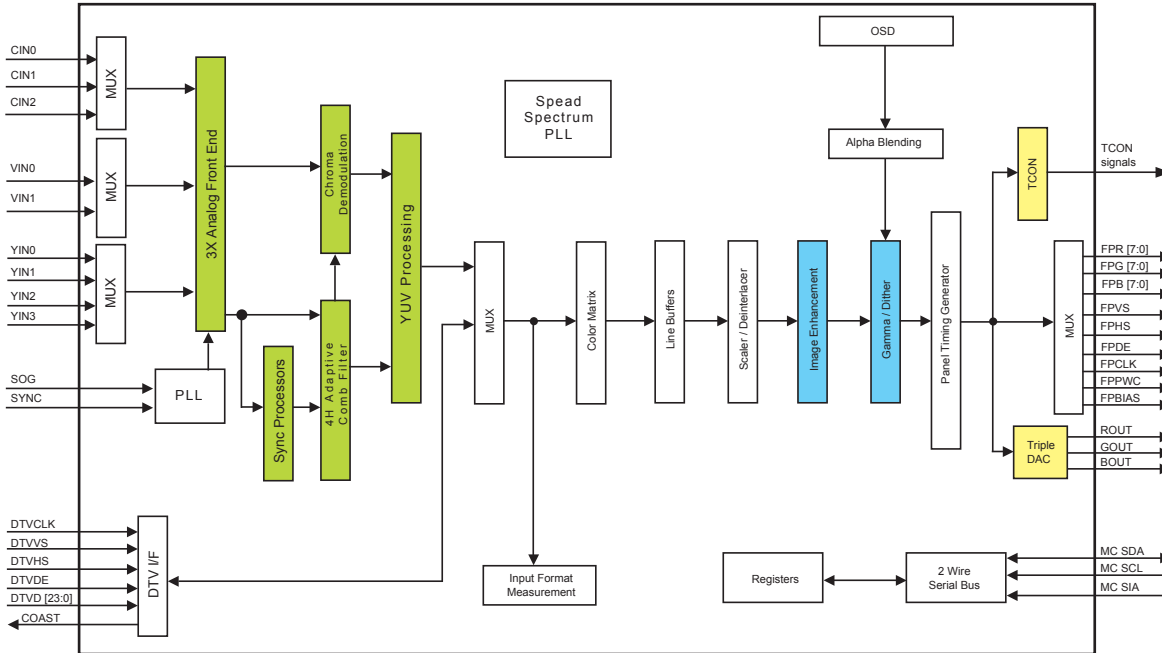 CIN0
CIN1
CIN2
MUX
VIN0
VIN1
MUX
YIN0
YIN1
YIN2
YIN3
MUX
SOG
SYNC
PLL
3X Analog Front End
Chroma
Demodulation
4H Adaptive
Comb Filter
Sync Processors
YUV Processing
MUX
Spead
Spectrum
PLL
Color Matrix
Line Buffers
Scaler / Deinterlacer
Image Enhancement
OSD
Alpha Blending
Gamma / Dither
Panel Timing Generator
TCON
TCON
signals
MUX
FPR [7:0]
FPG [7:0]
FPB [7:0]
FPVS
FPHS
FPDE
FPCLK
FPPWC
FPBIAS
Triple
DAC
ROUT
GOUT
BOUT
DTVCLK
DTVVS
DTVHS
DTVDE
DTVD [23:0]
COAST
DTV I/F
Input Format
Measurement
Registers
2 Wire
Serial Bus
MC SDA
MC SCL
MC SIA